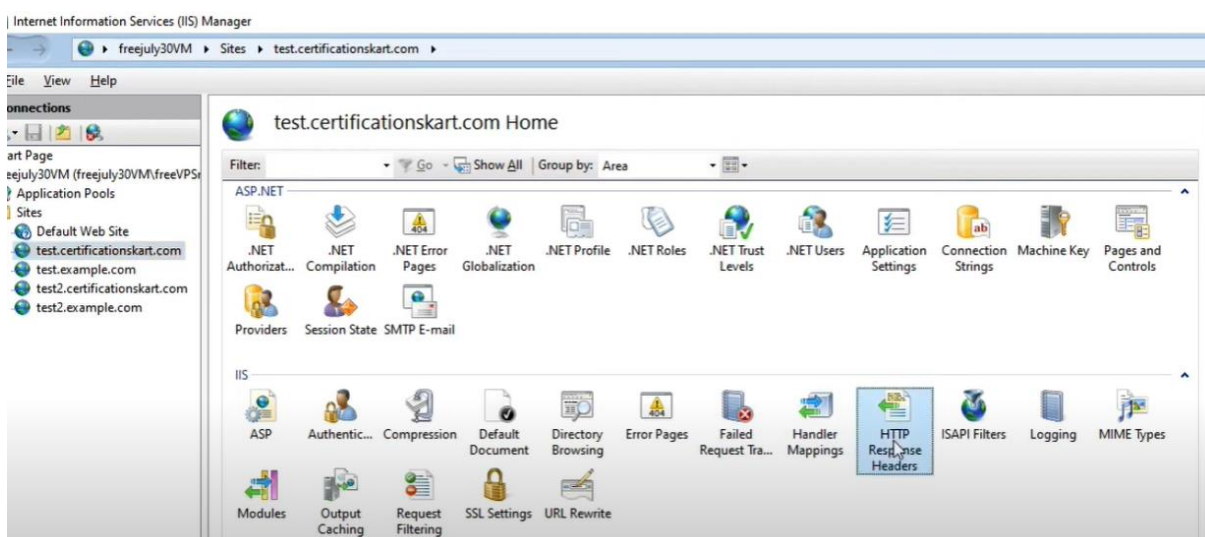 Internet Information Services (IIS) Manager
freejuly30VM Sites test.certificationskart.com
File View Help
onnections
art Page
eejuly30VM (freejuly30VM\freeVPSr
Application Pools
Sites
Default Web Site
test.certificationskart.com
test.example.com
test2.certificationskart.com
test2.example.com
test.certificationskart.com Home
Filter: Go Show All Group by: Area
ASP.NET
.NET Authorizat...
.NET Compilation
.NET Error Pages
.NET Globalization
.NET Profile
.NET Roles
.NET Trust Levels
.NET Users
Application Settings
Connection Strings
Machine Key
Pages and Controls
Providers
Session State
SMTP E-mail
IIS
ASP
Authentic...
Compression
Default Document
Directory Browsing
Error Pages
Failed Request Tra...
Handler Mappings
HTTP Response Headers
ISAPI Filters
Logging
MIME Types
Modules
Output Caching
Request Filtering
SSL Settings
URL Rewrite